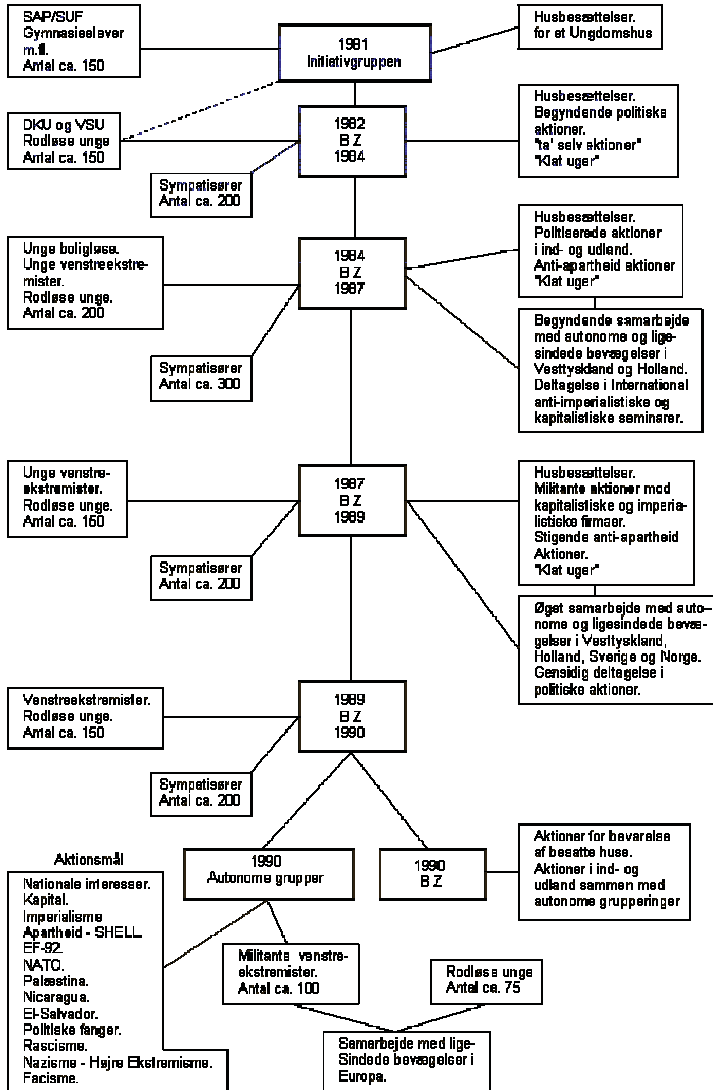 SAP/SUF
Gymnasieelever
m.fl.
Antal ca. 150
1981
Initiativgruppen
Husbesættelser.
for et Ungdomshus
DKU og VSU
Rodløse unge
Antal ca. 150
1982
B Z
1984
Husbesættelser.
Begyndende politiske
aktioner.
"ta' selv aktioner"
"Klat uger"
Sympatisører
Antal ca. 200
Unge boligløse.
Unge venstreekstre-
mister.
Rodløse unge.
Antal ca. 200
1984
B Z
1987
Husbesættelser.
Politiserede aktioner
i ind- og udland.
Anti-apartheid aktioner
"Klat uger"
Sympatisører
Antal ca. 300
Begyndende samarbejde
med autonome og lige-
sindede bevægelser i
Vesttyskland og Holland.
Deltagelse i International
anti-imperialistiske og
kapitalistiske seminarer.
Unge venstre-
ekstremister.
Rodløse unge.
Antal ca. 150
1987
B Z
1989
Husbesættelser.
Militante aktioner mod
kapitalistiske og imperia-
listiske firmaer.
Stigende anti-apartheid
Aktioner.
"Klat uger"
Sympatisører
Antal ca. 200
Øget samarbejde med auto-
nome og ligesindede bevæ-
gelser i Vesttyskland,
Holland, Sverige og Norge.
Gensidig deltagelse i
politiske aktioner.
Venstreekstremister.
Rodløse unge.
Antal ca. 150
1989
B Z
1990
Sympatisører
Antal ca. 200
1990
Autonome grupper
1990
B Z
Aktioner for bevarelse
af besatte huse.
Aktioner i ind- og
udland sammen med
autonome grupperinger
Aktionsmål
Nationale interesser.
Kapital.
Imperialisme
Apartheid - SHELL.
EF-92.
NATO.
Palæstina.
Nicaragua.
El-Salvador.
Politiske fanger.
Rascisme.
Nazisme - Højre Ekstremisme.
Facisme.
Militante venstre-
ekstremister.
Antal ca. 100
Rodløse unge
Antal ca. 75
Samarbejde med lige-
Sindede bevægelser i
Europa.